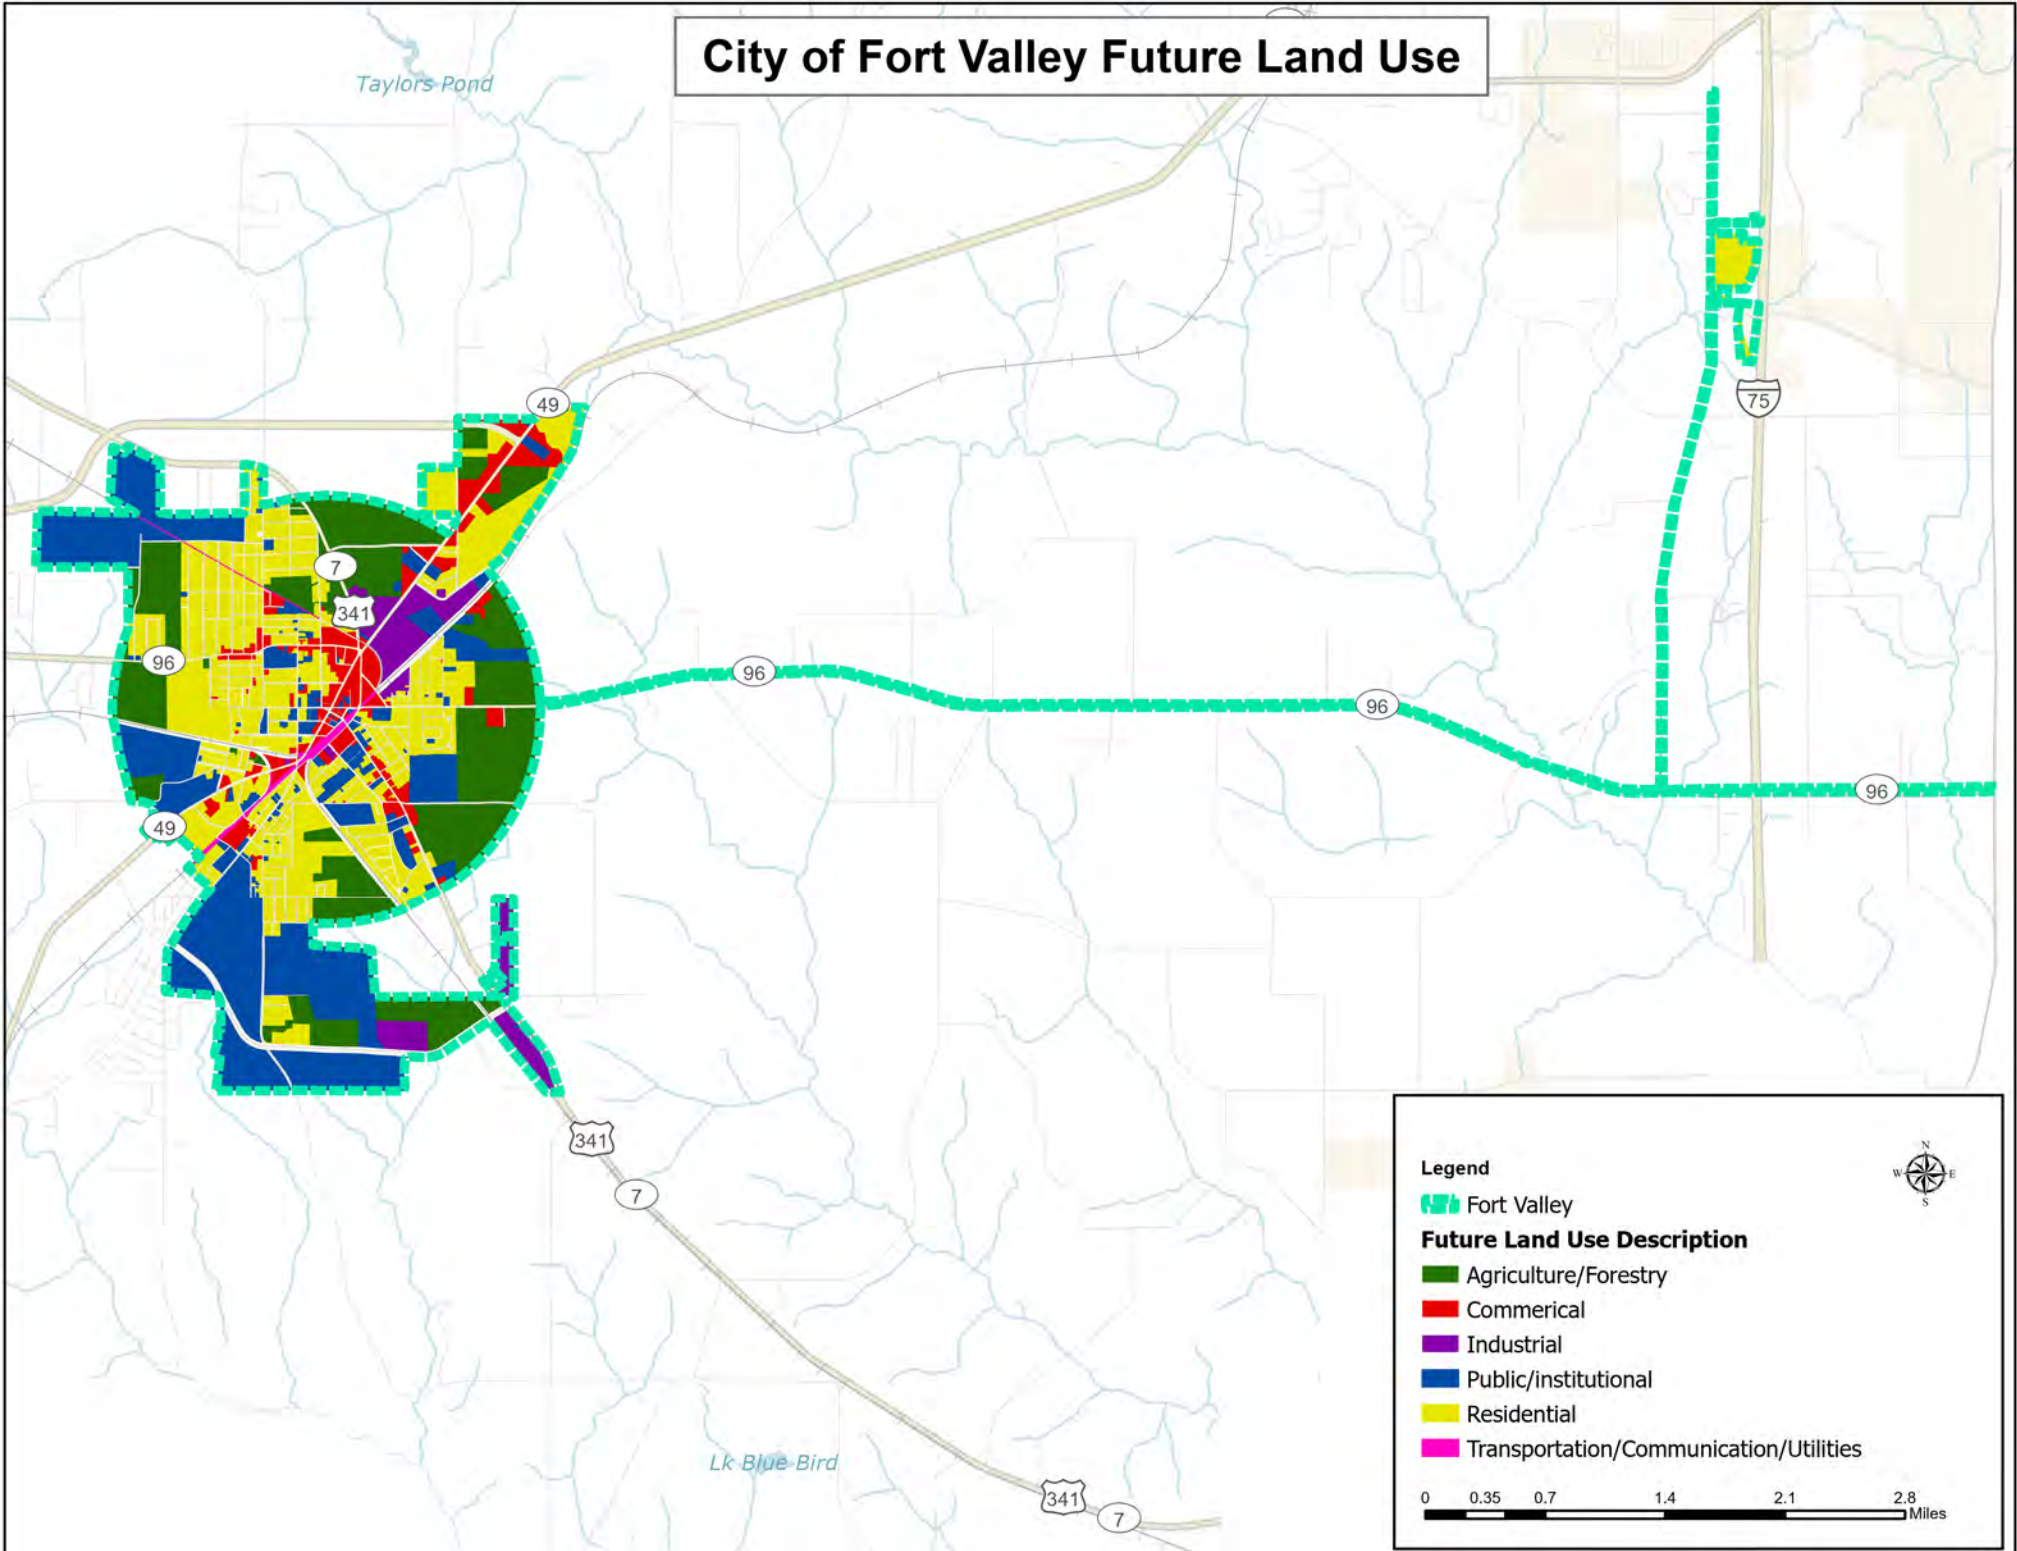 City of Fort Valley Future Land Use
Taylors Pond
49
75
7
341
96
96
96
96
49
341
7
Lk Blue Bird
341
7
Legend
N
W E
S
Fort Valley
Future Land Use Description
Agriculture/Forestry
Commerical
Industrial
Public/institutional
Residential
Transportation/Communication/Utilities
0 0.35 0.7 1.4 2.1 2.8
Miles